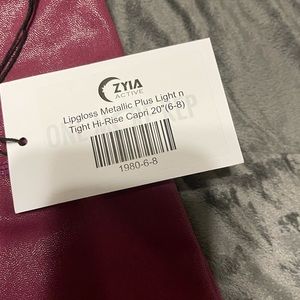 ZYIA
ACTIVE
Lipgloss Metallic Plus Light n
Tight Hi-Rise Capri 20"(6-8)
1980-6-8